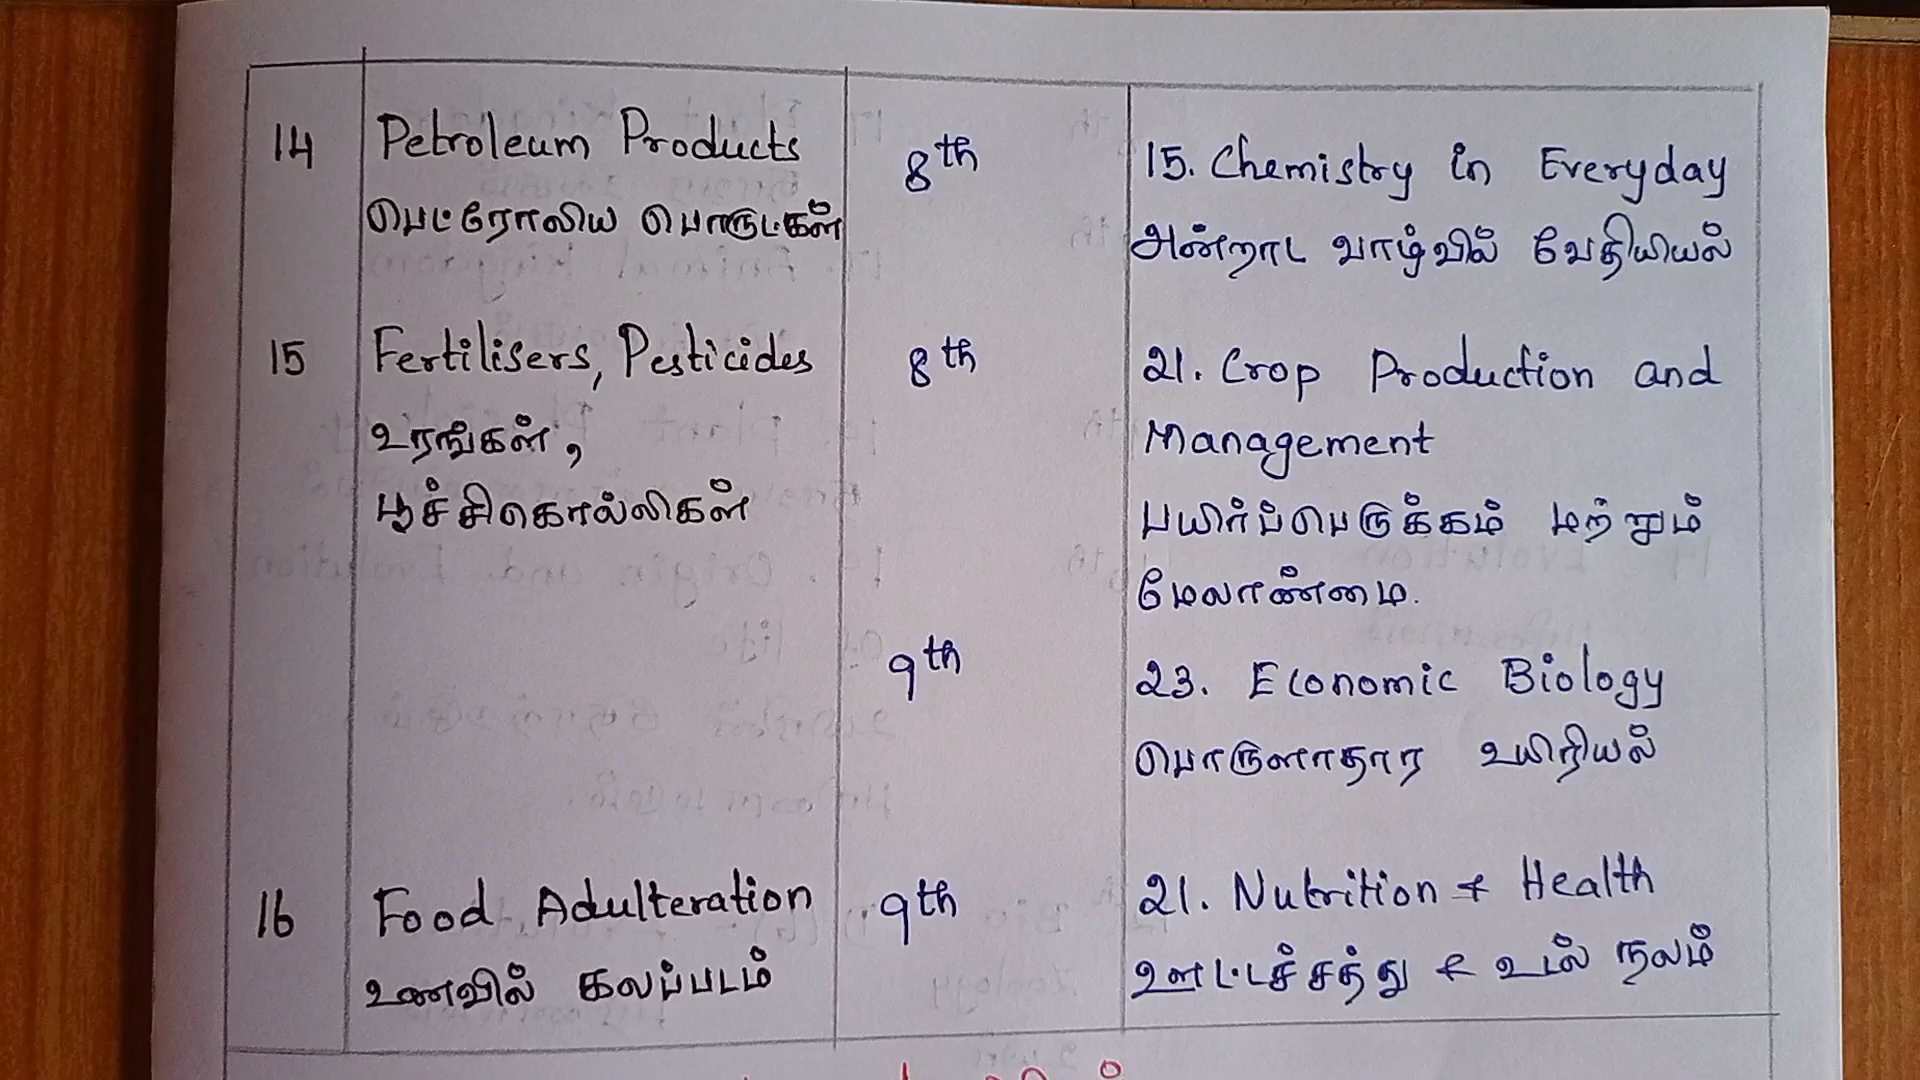 14 Petroleum Products 8th 15. Chemistry in Everyday
பெட்ரோலிய பொருட்கள் அன்றாட வாழ்வில் வேதியியல்
15 Fertilisers, Pesticides 8th 21. Crop Production and
உரங்கள், Management
பூச்சிகொல்லிகள் பயிர்ப்பெருக்கம் மற்றும்
மேலாண்மை.
9th 23. Economic Biology
பொருளாதார உயிரியல்
16 Food Adulteration 9th 21. Nutrition & Health
உணவில் கலப்படம் ஊட்டச்சத்து & உடல் நலம்